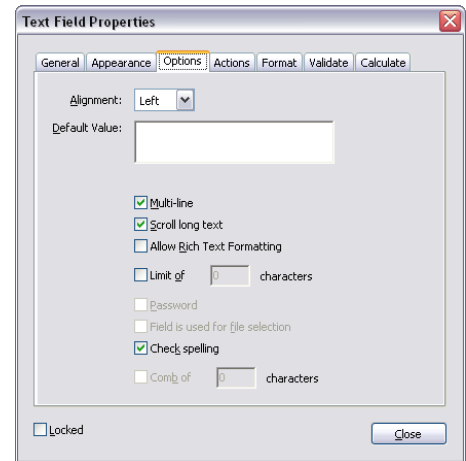 Text Field Properties
General Appearance Options Actions Format Validate Calculate
Alignment: Left
Default Value:
Multi-line
Scroll long text
Allow Rich Text Formatting
Limit of 0 characters
Password
Field is used for file selection
Check spelling
Comb of 0 characters
Locked Close